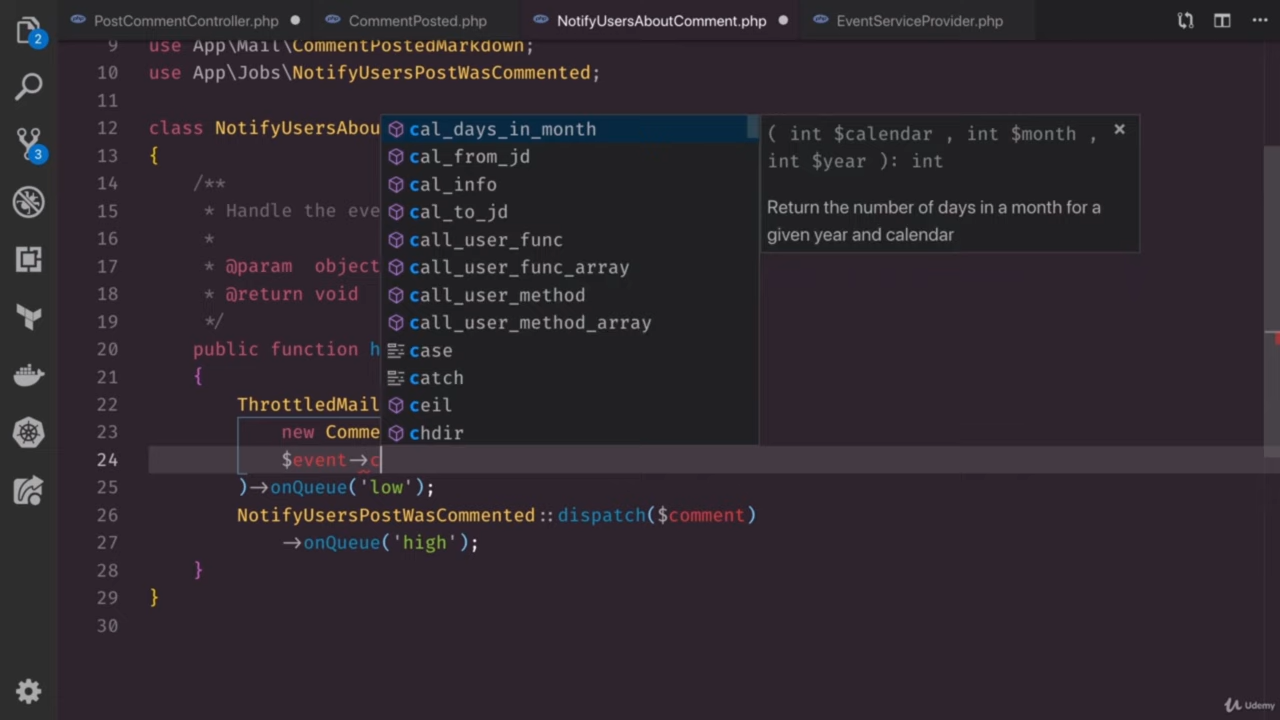 PostCommentController.php
CommentPosted.php
NotifyUsersAboutComment.php
EventServiceProvider.php
2
3
9 use App\Mail\CommentPostedMarkdown;
10 use App\Jobs\NotifyUsersPostWasCommented;
11
12 class NotifyUsersAbou
13 {
14 /**
15 * Handle the eve
16 *
17 * @param object
18 * @return void
19 */
20 public function h
21 {
22 ThrottledMail
23 new Comme
24 $event->c
25 )->onQueue('low');
26 NotifyUsersPostWasCommented::dispatch($comment)
27 ->onQueue('high');
28 }
29 }
30
cal_days_in_month
cal_from_jd
cal_info
cal_to_jd
call_user_func
call_user_func_array
call_user_method
call_user_method_array
case
catch
ceil
chdir
( int $calendar , int $month ,
int $year ): int
Return the number of days in a month for a
given year and calendar
Udemy